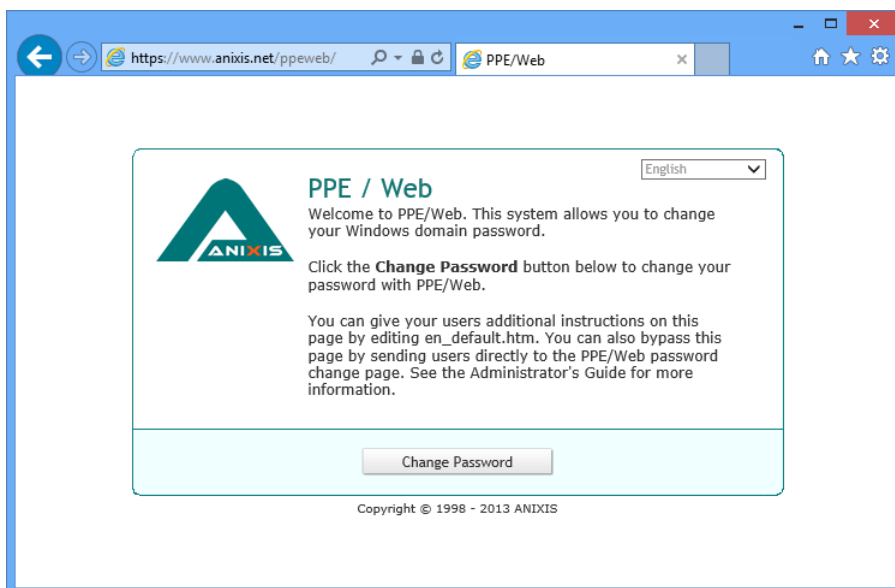 https://www.anixis.net/ppeweb/
PPE/Web
English
PPE / Web
Welcome to PPE/Web. This system allows you to change
your Windows domain password.
ANIXIS
Click the Change Password button below to change your
password with PPE/Web.
You can give your users additional instructions on this
page by editing en_default.htm. You can also bypass this
page by sending users directly to the PPE/Web password
change page. See the Administrator's Guide for more
information.
Change Password
Copyright © 1998 - 2013 ANIXIS